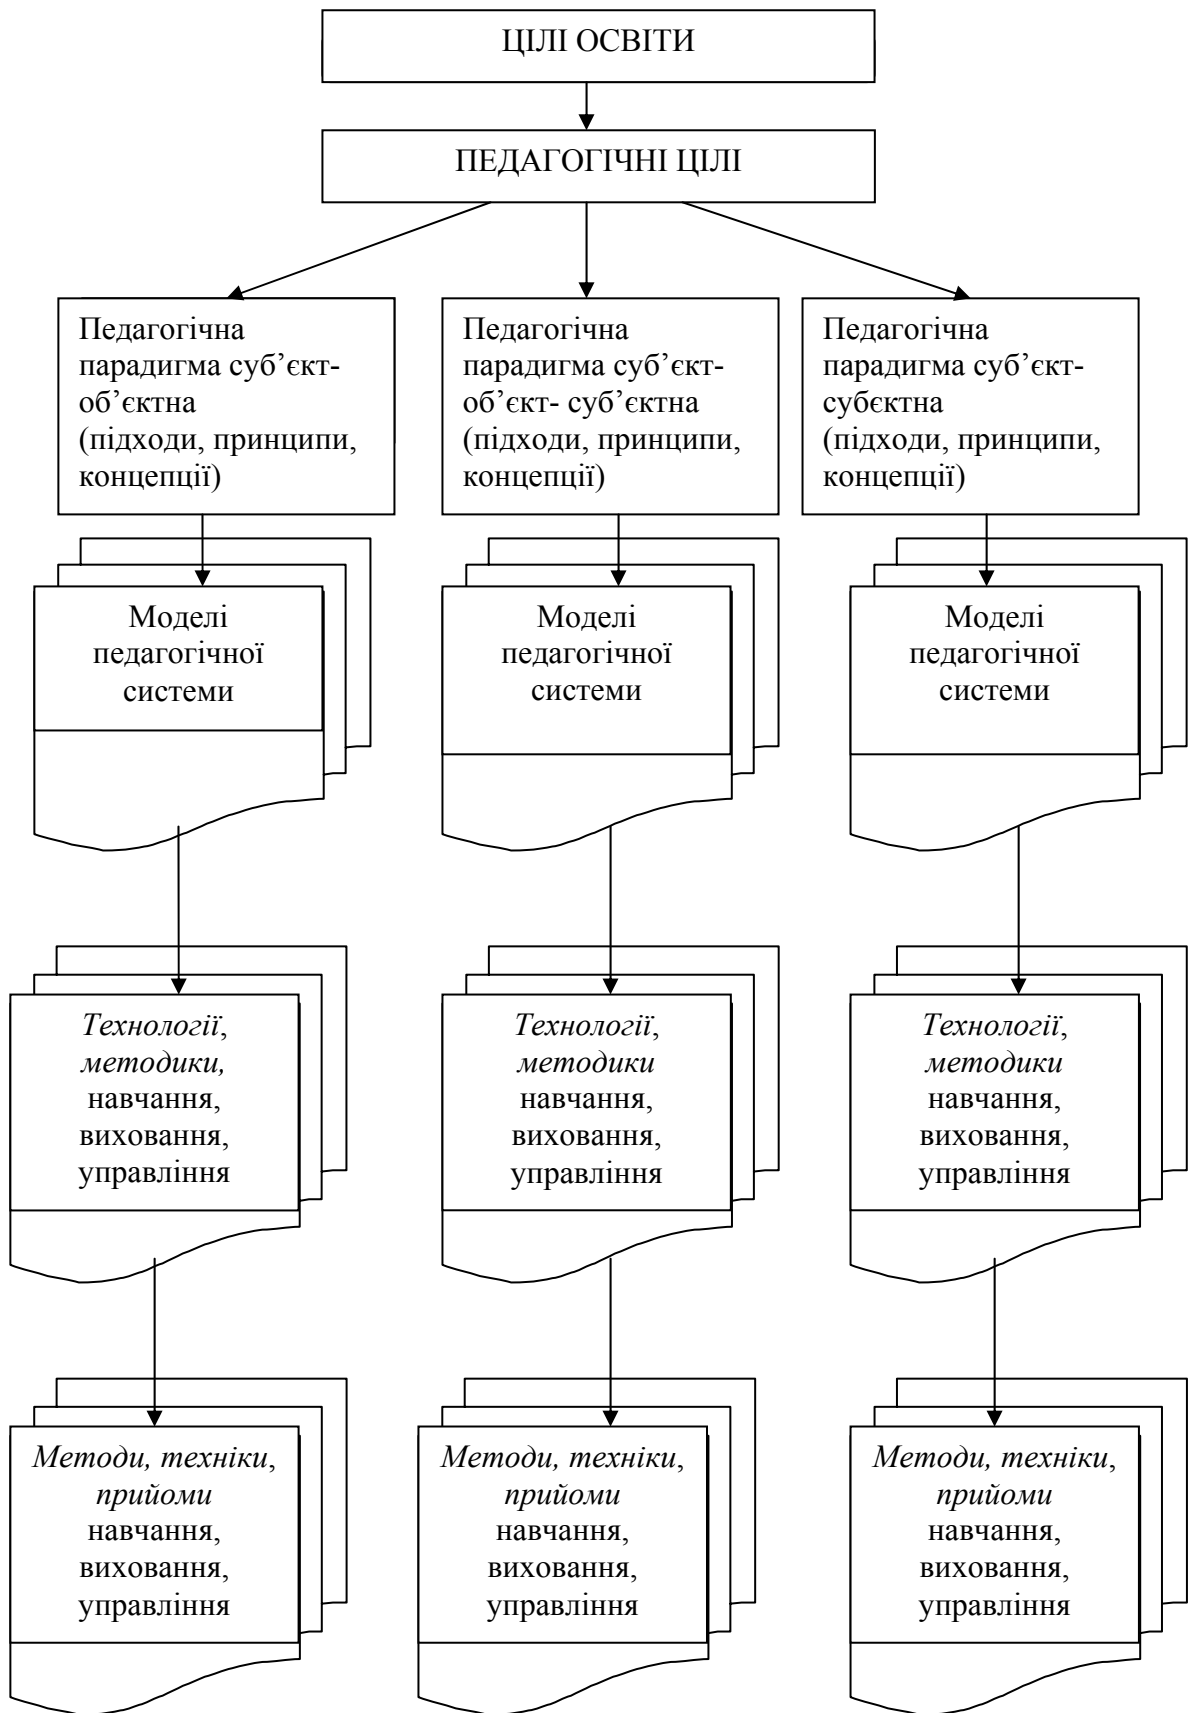 ЦІЛІ ОСВІТИ
ПЕДАГОГІЧНІ ЦІЛІ
Педагогічна
парадигма суб’єкт-
об’єктна
(підходи, принципи,
концепції)
Педагогічна
парадигма суб’єкт-
об’єкт- суб’єктна
(підходи, принципи,
концепції)
Педагогічна
парадигма суб’єкт-
субєктна
(підходи, принципи,
концепції)
Моделі
педагогічної
системи
Моделі
педагогічної
системи
Моделі
педагогічної
системи
Технології,
методики,
навчання,
виховання,
управління
Технології,
методики
навчання,
виховання,
управління
Технології,
методики
навчання,
виховання,
управління
Методи, техніки,
прийоми
навчання,
виховання,
управління
Методи, техніки,
прийоми
навчання,
виховання,
управління
Методи, техніки,
прийоми
навчання,
виховання,
управління